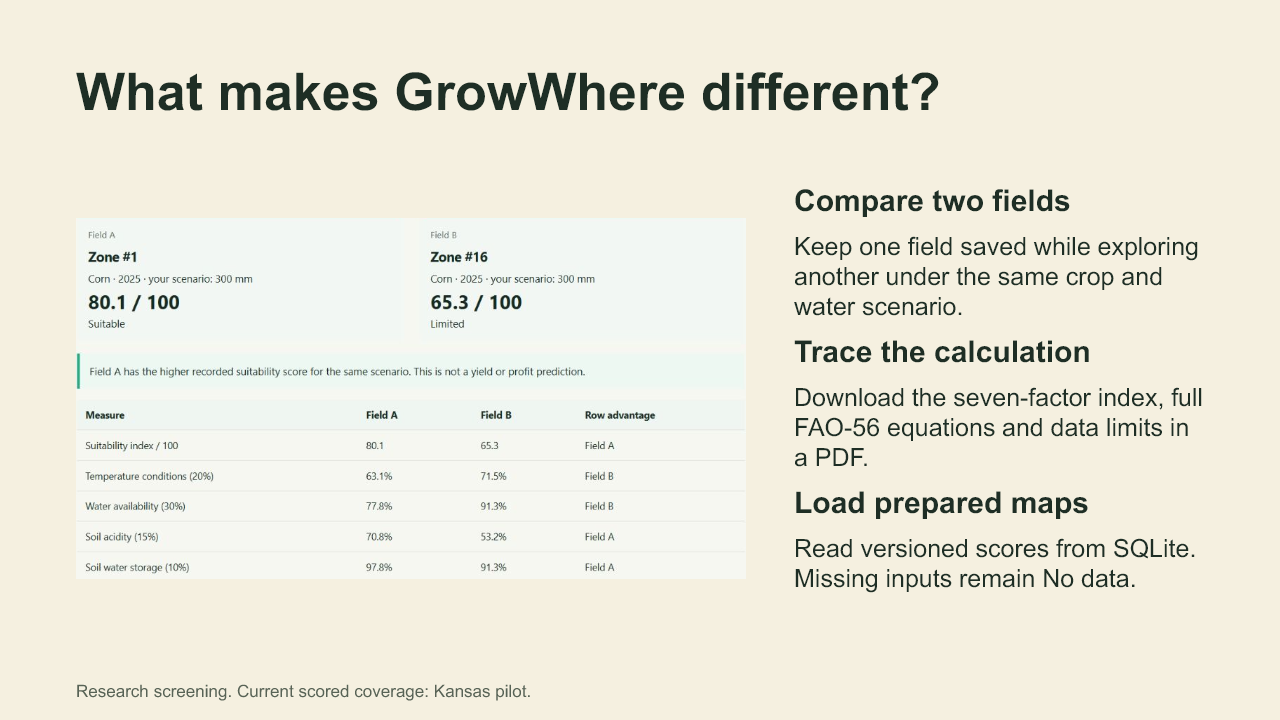 What makes GrowWhere different?
Field A
Zone #1
Corn · 2025 · your scenario: 300 mm
80.1 / 100
Suitable
Field B
Zone #16
Corn · 2025 · your scenario: 300 mm
65.3 / 100
Limited
Field A has the higher recorded suitability score for the same scenario. This is not a yield or profit prediction.
Measure Field A Field B Row advantage
Suitability index / 100 80.1 65.3 Field A
Temperature conditions (20%) 63.1% 71.5% Field B
Water availability (30%) 77.8% 91.3% Field B
Soil acidity (15%) 70.8% 53.2% Field A
Soil water storage (10%) 97.8% 91.3% Field A
Compare two fields
Keep one field saved while exploring
another under the same crop and
water scenario.
Trace the calculation
Download the seven-factor index, full
FAO-56 equations and data limits in
a PDF.
Load prepared maps
Read versioned scores from SQLite.
Missing inputs remain No data.
Research screening. Current scored coverage: Kansas pilot.